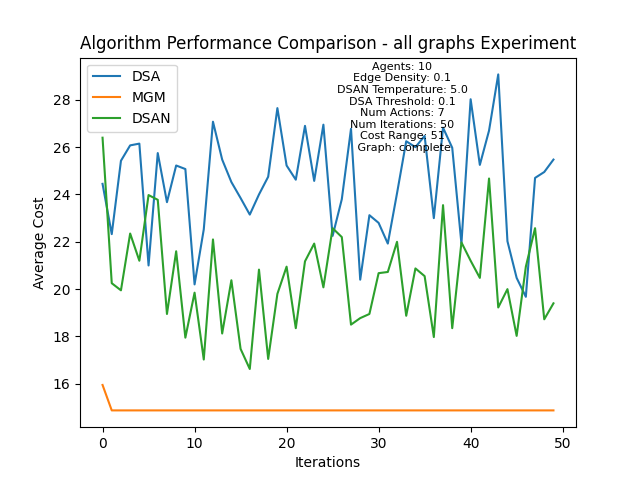 Algorithm Performance Comparison - all graphs Experiment
DSA
MGM
DSAN
Agents: 10
Edge Density: 0.1
DSAN Temperature: 5.0
DSA Threshold: 0.1
Num Actions: 7
Num Iterations: 50
Cost Range: 51
Graph: complete
Average Cost
28
26
24
22
20
18
16
0
10
20
30
40
50
Iterations